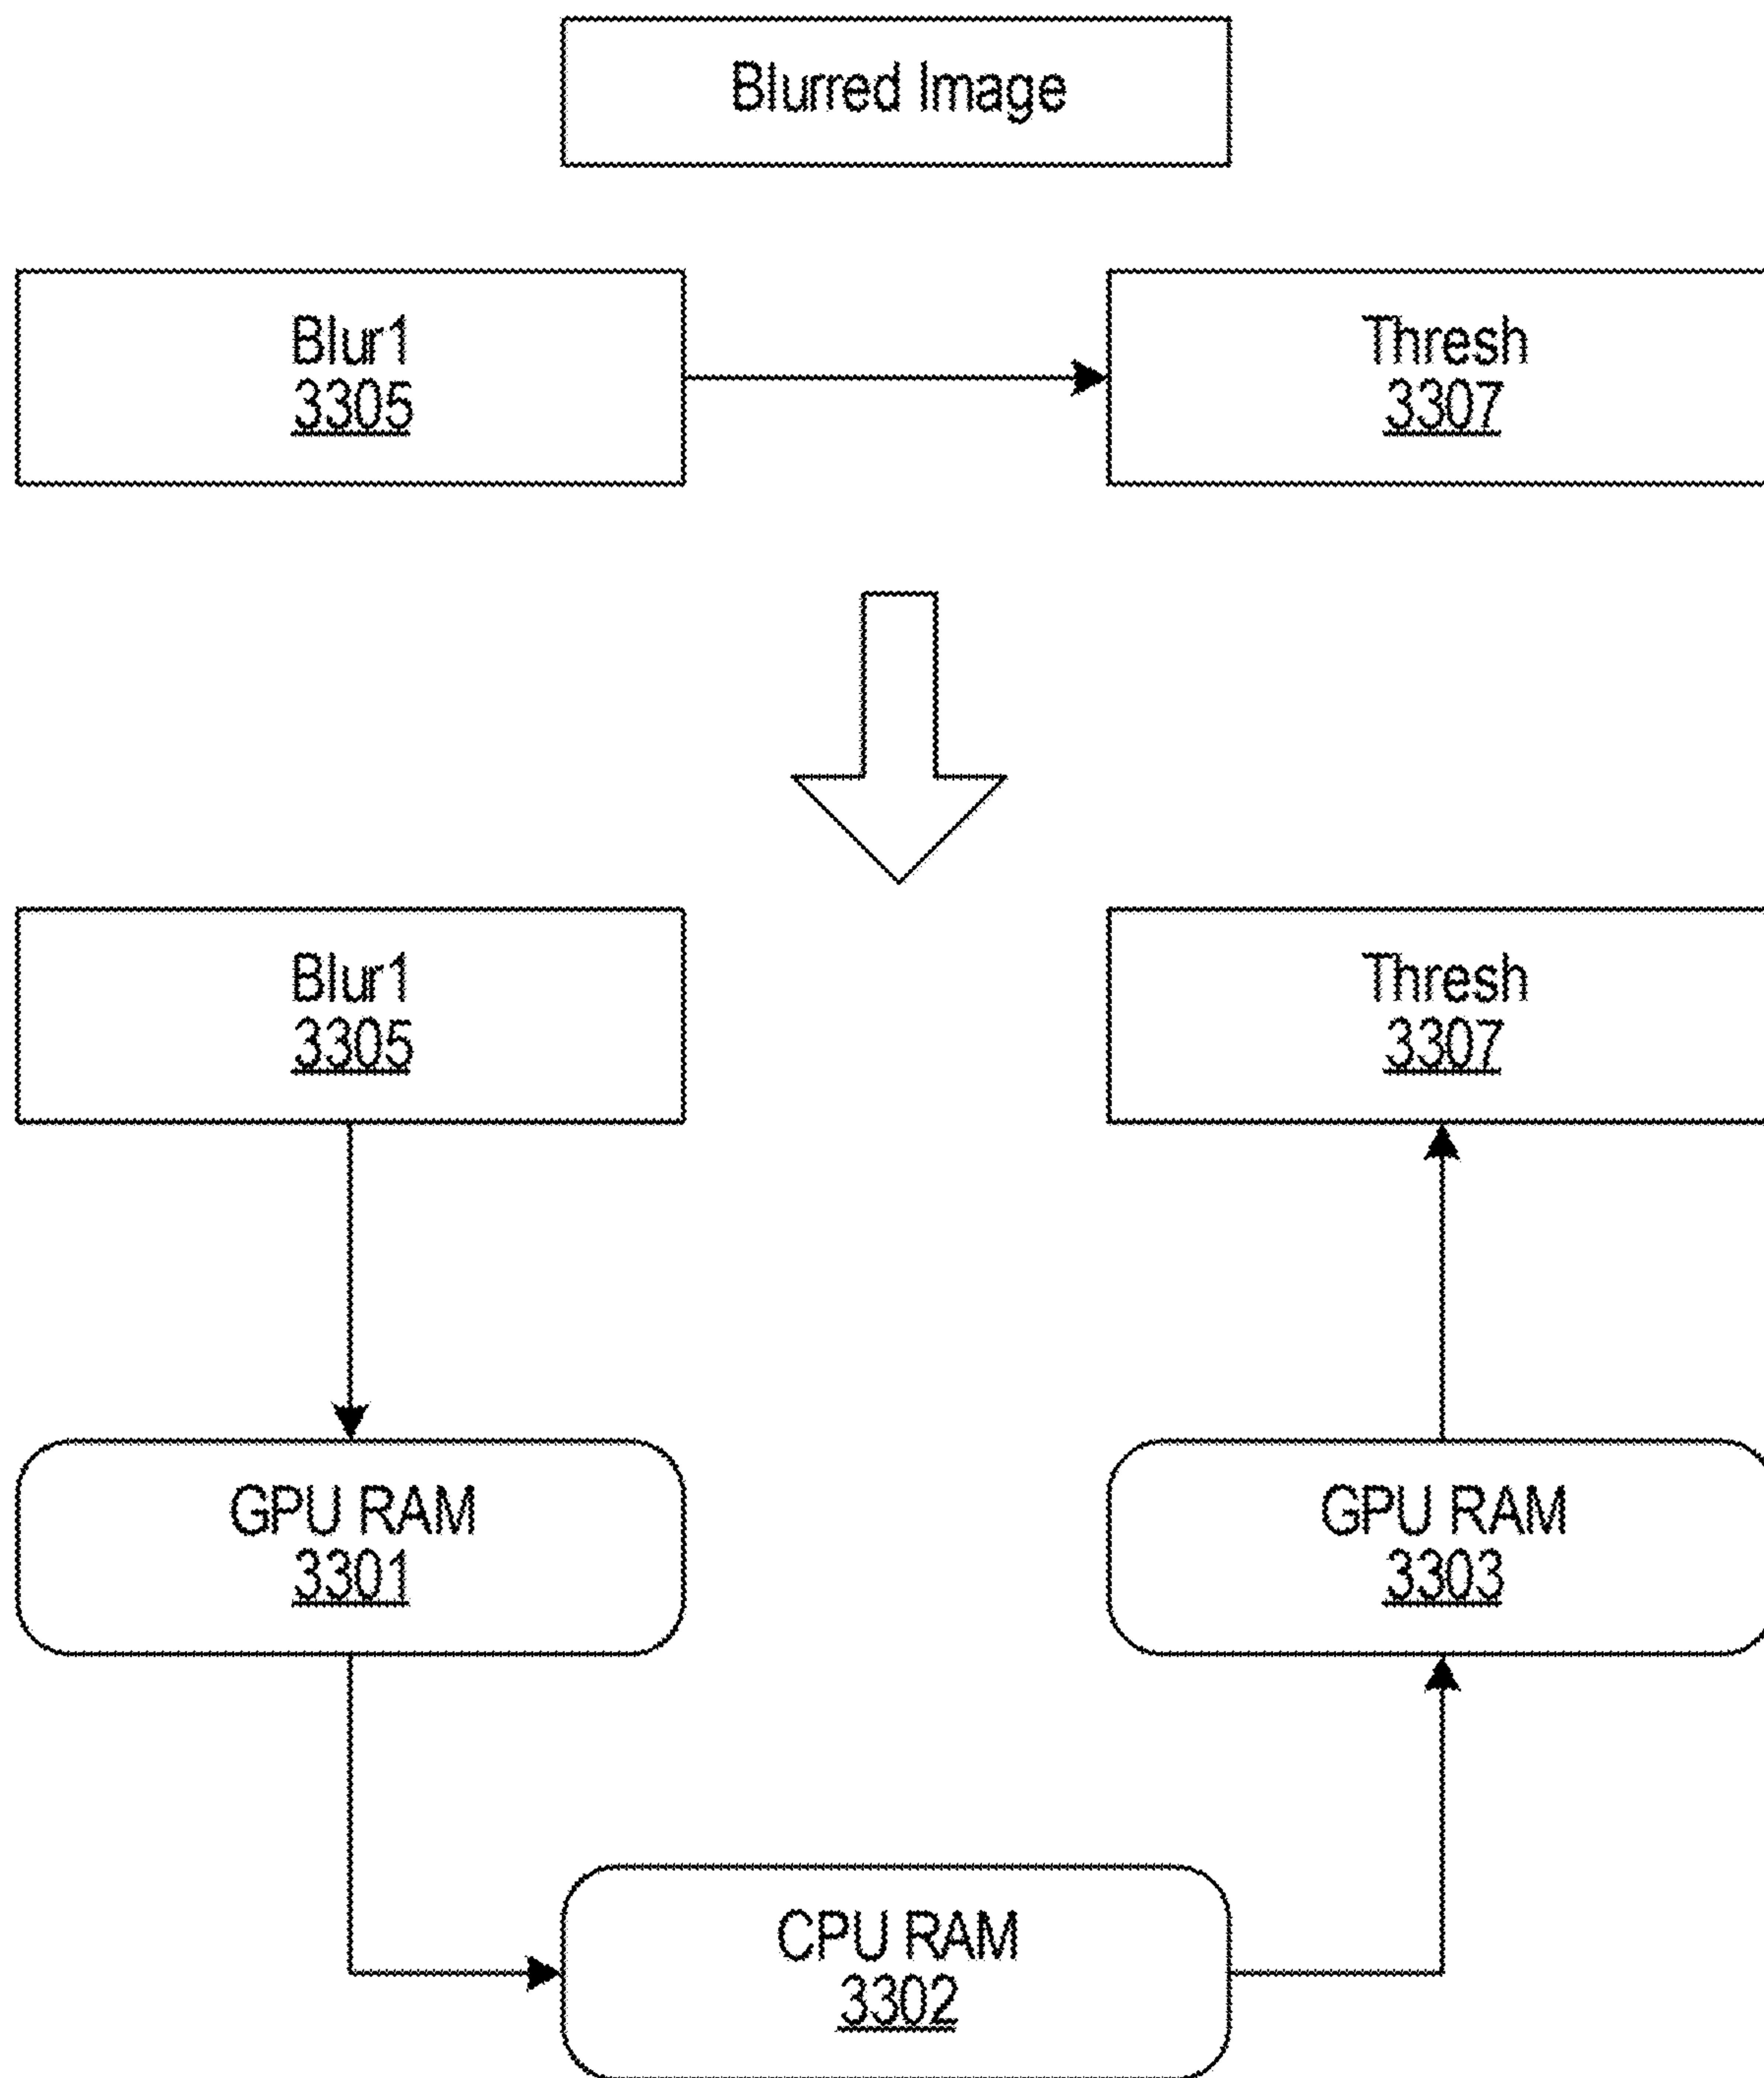 Blurred Image
Blur1
3305
Thresh
3307
Blur1
3305
Thresh
3307
GPU RAM
3301
GPU RAM
3303
CPU RAM
3302